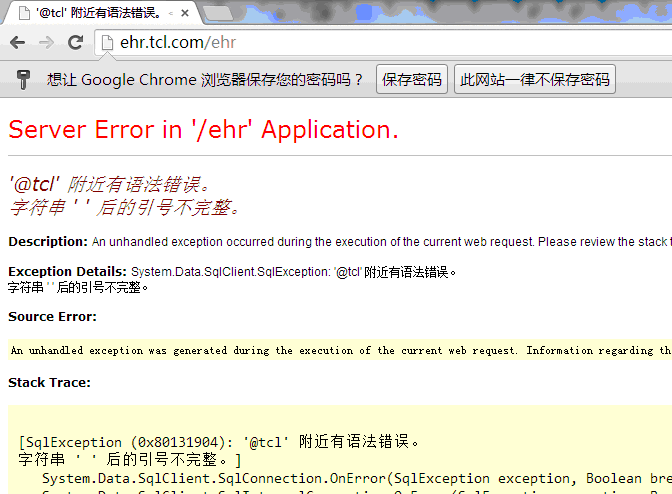 '@tcl' 附近有语法错误。
ehr.tcl.com/ehr
想让 Google Chrome 浏览器保存您的密码吗？ 保存密码 此网站一律不保存密码
Server Error in '/ehr' Application.
'@tcl' 附近有语法错误。
字符串 ' ' 后的引号不完整。
Description: An unhandled exception occurred during the execution of the current web request. Please review the stack
Exception Details: System.Data.SqlClient.SqlException: '@tcl' 附近有语法错误。
字符串 ' ' 后的引号不完整。
Source Error:
An unhandled exception was generated during the execution of the current web request. Information regarding th
Stack Trace:
[SqlException (0x80131904): '@tcl' 附近有语法错误。
字符串 ' ' 后的引号不完整。]
System.Data.SqlClient.SqlConnection.OnError(SqlException exception, Boolean bre